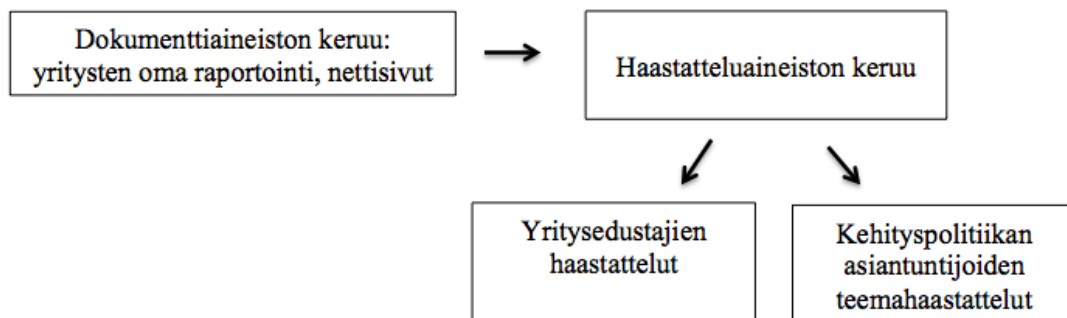 Dokumenttiaineiston keruu:
yritysten oma raportointi, nettisivut
Haastatteluaineiston keruu
Yritysedustajien
haastattelut
Kehityspolitiikan
asiantuntijoiden
teemahaastattelut